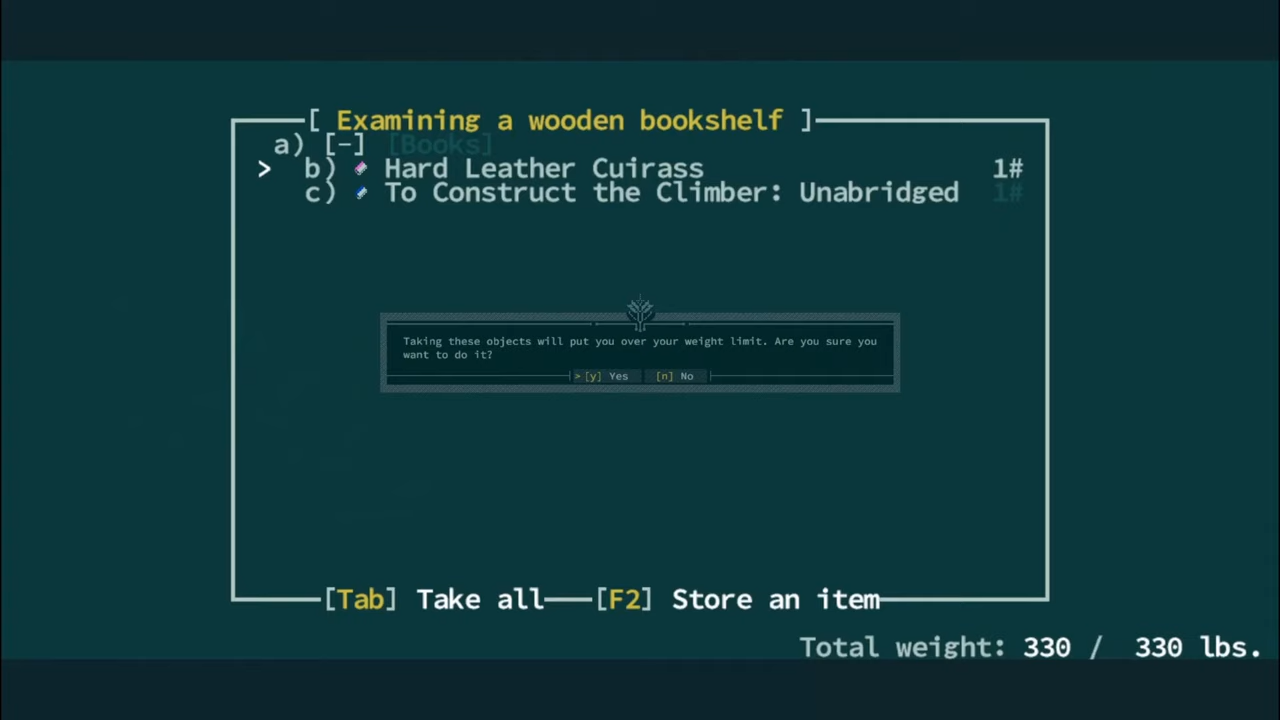 [ Examining a wooden bookshelf ]
a) [-] [Books]
> b) Hard Leather Cuirass 1#
c) To Construct the Climber: Unabridged 1#
Taking these objects will put you over your weight limit. Are you sure you
want to do it?
> [y] Yes [n] No
[Tab] Take all [F2] Store an item
Total weight: 330 / 330 lbs.